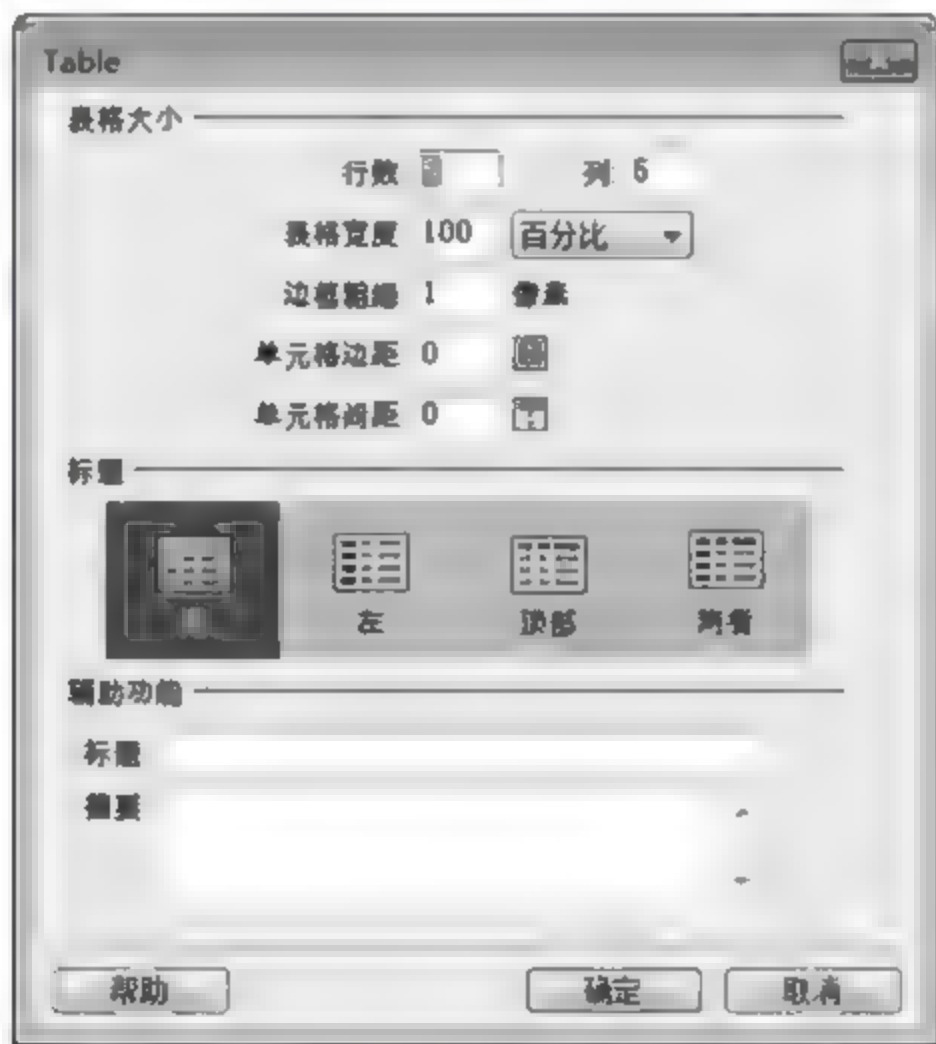 Table
表格大小
行数 列: 5
表格宽度 100 百分比
边框粗细 1 像素
单元格边距 0
单元格间距 0
标题
左 顶部 两者
辅助功能
标题
摘要
帮助 确定 取消